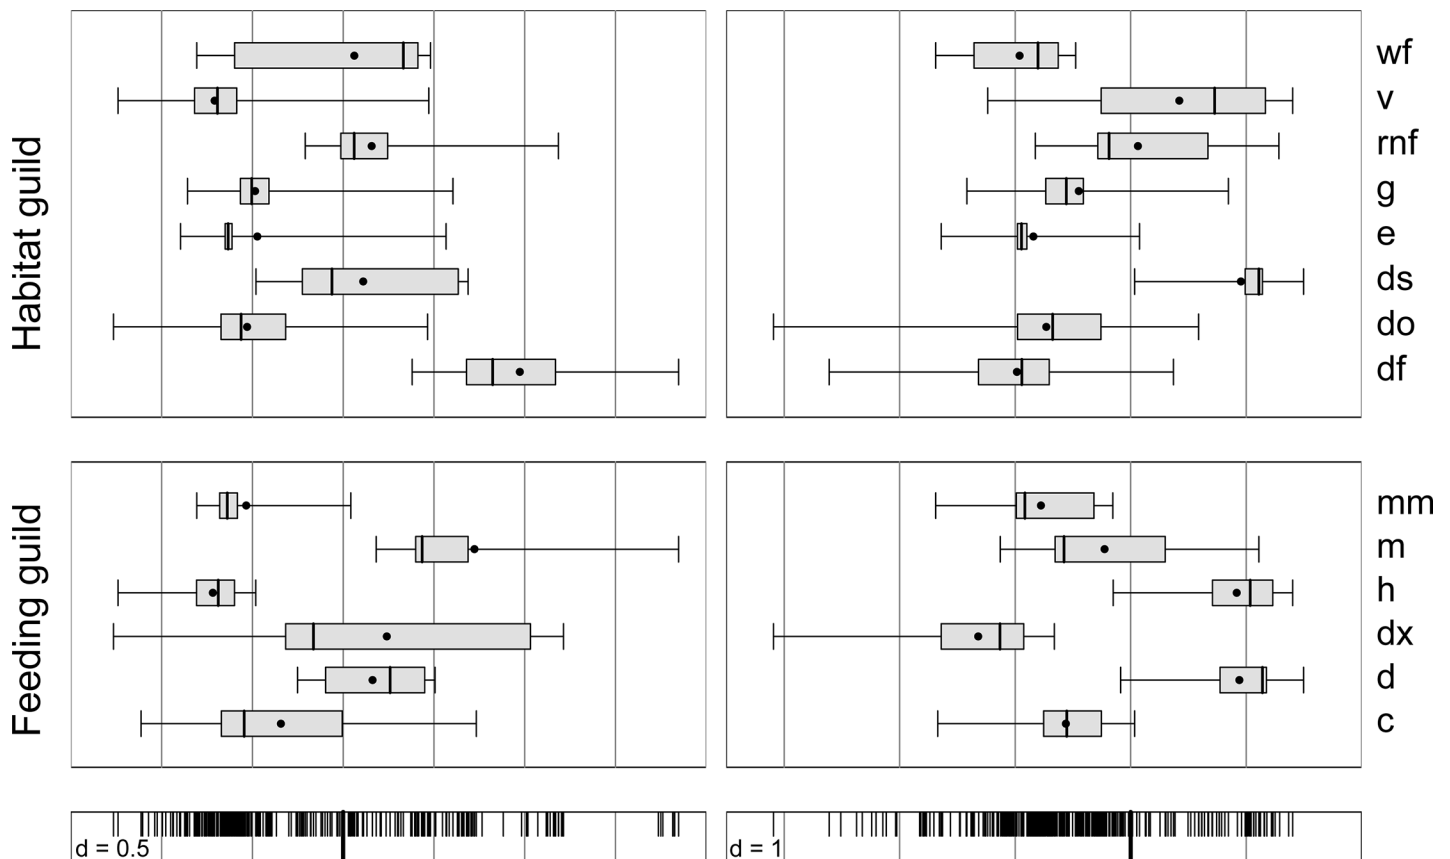 Habitat guild
wf
v
rnf
g
e
ds
do
df
Feeding guild
mm
m
h
dx
d
c
d = 0.5
d = 1